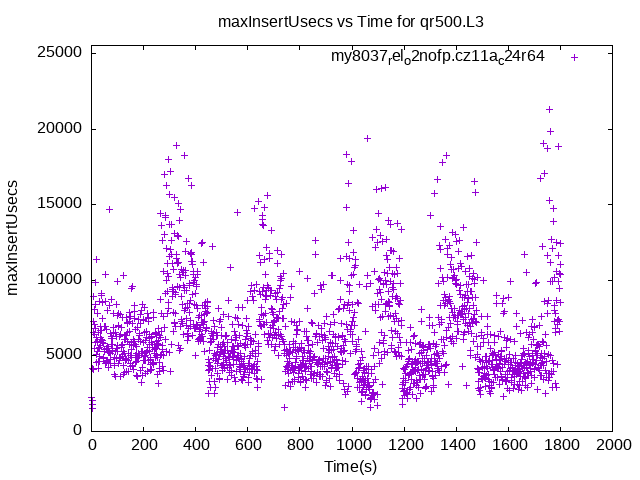 maxInsertUsecs vs Time for qr500.L3
my8037relo2nofp.cz11ac24r64
25000
20000
15000
10000
5000
0
maxInsertUsecs
0 200 400 600 800 1000 1200 1400 1600 1800 2000
Time(s)